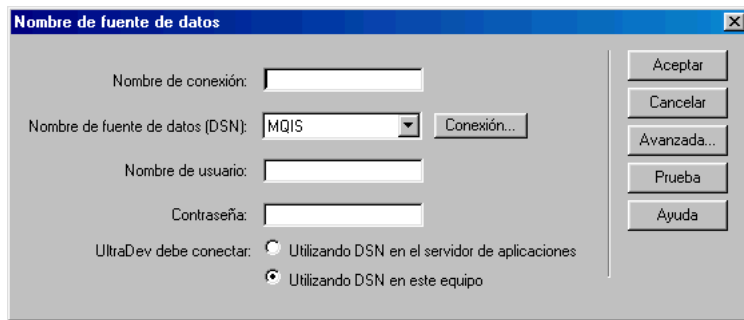 Nombre de fuente de datos
Nombre de conexión:
Aceptar
Cancelar
Nombre de fuente de datos (DSN): MQIS Conexión...
Avanzada...
Nombre de usuario:
Prueba
Contraseña:
Ayuda
UltraDev debe conectar: Utilizando DSN en el servidor de aplicaciones
Utilizando DSN en este equipo